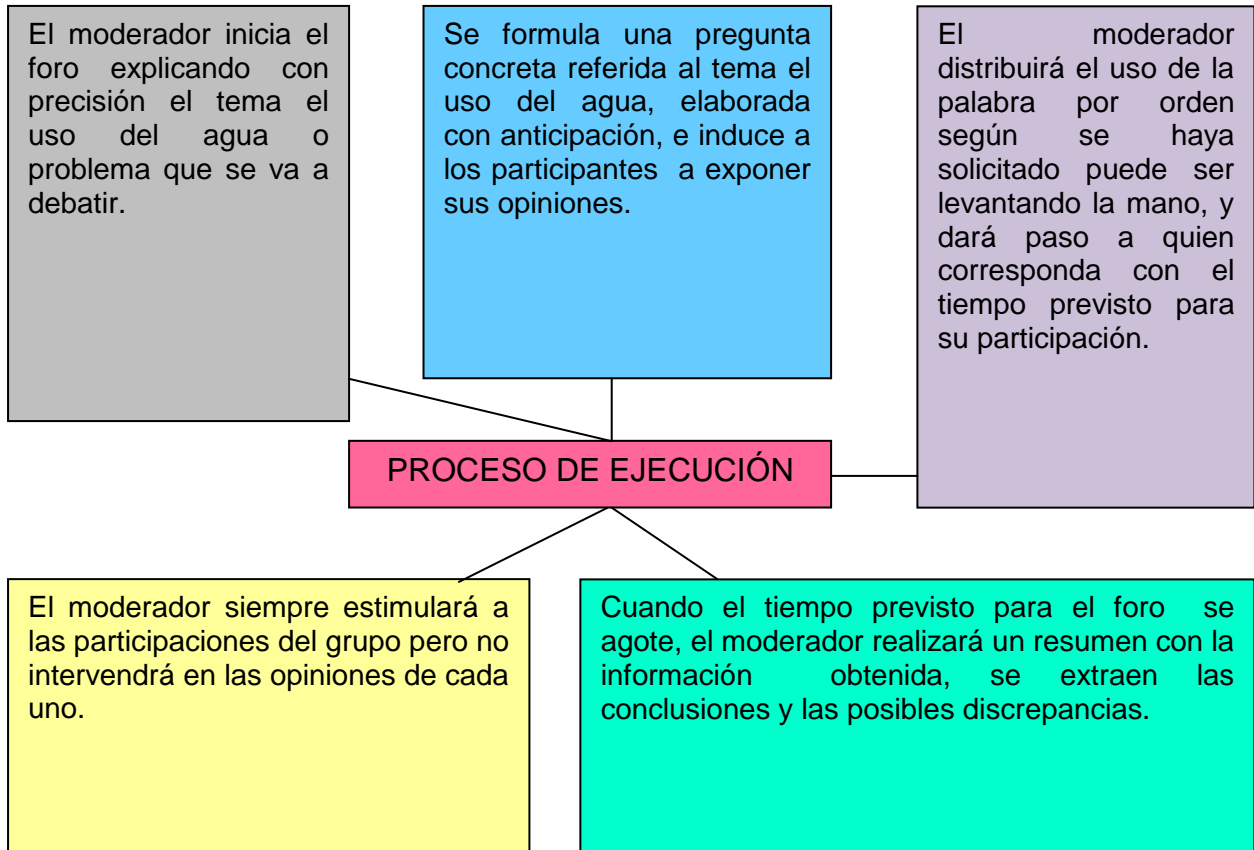 El moderador inicia el
foro explicando con
precisión el tema el
uso del agua o
problema que se va a
debatir.
Se formula una pregunta
concreta referida al tema el
uso del agua, elaborada
con anticipación, e induce a
los participantes a exponer
sus opiniones.
El moderador
distribuirá el uso de la
palabra por orden
según se haya
solicitado puede ser
levantando la mano, y
dará paso a quien
corresponda con el
tiempo previsto para
su participación.
PROCESO DE EJECUCIÓN
El moderador siempre estimulará a
las participaciones del grupo pero no
intervendrá en las opiniones de cada
uno.
Cuando el tiempo previsto para el foro se
agote, el moderador realizará un resumen con la
información obtenida, se extraen las
conclusiones y las posibles discrepancias.